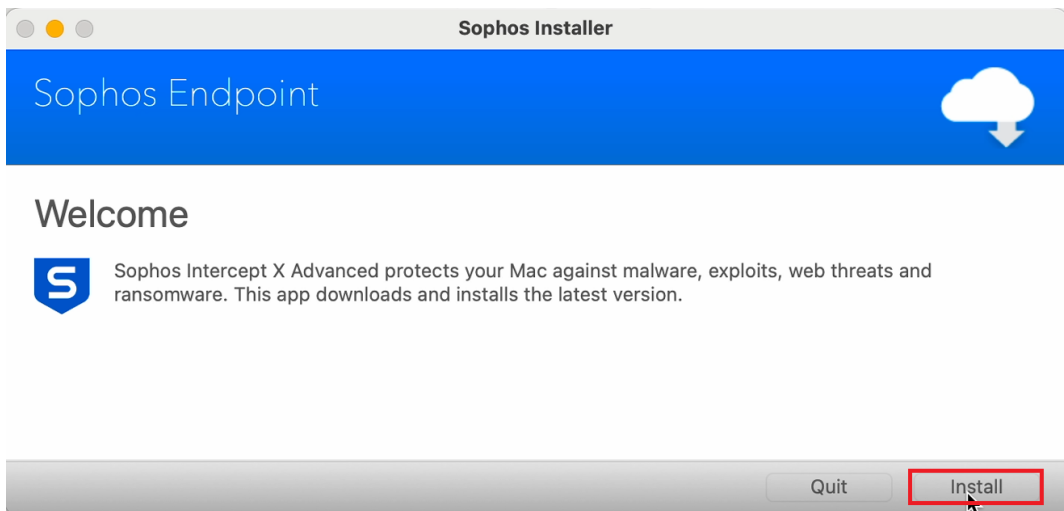 Sophos Installer
Sophos Endpoint
Welcome
S
Sophos Intercept X Advanced protects your Mac against malware, exploits, web threats and
ransomware. This app downloads and installs the latest version.
Quit
Install